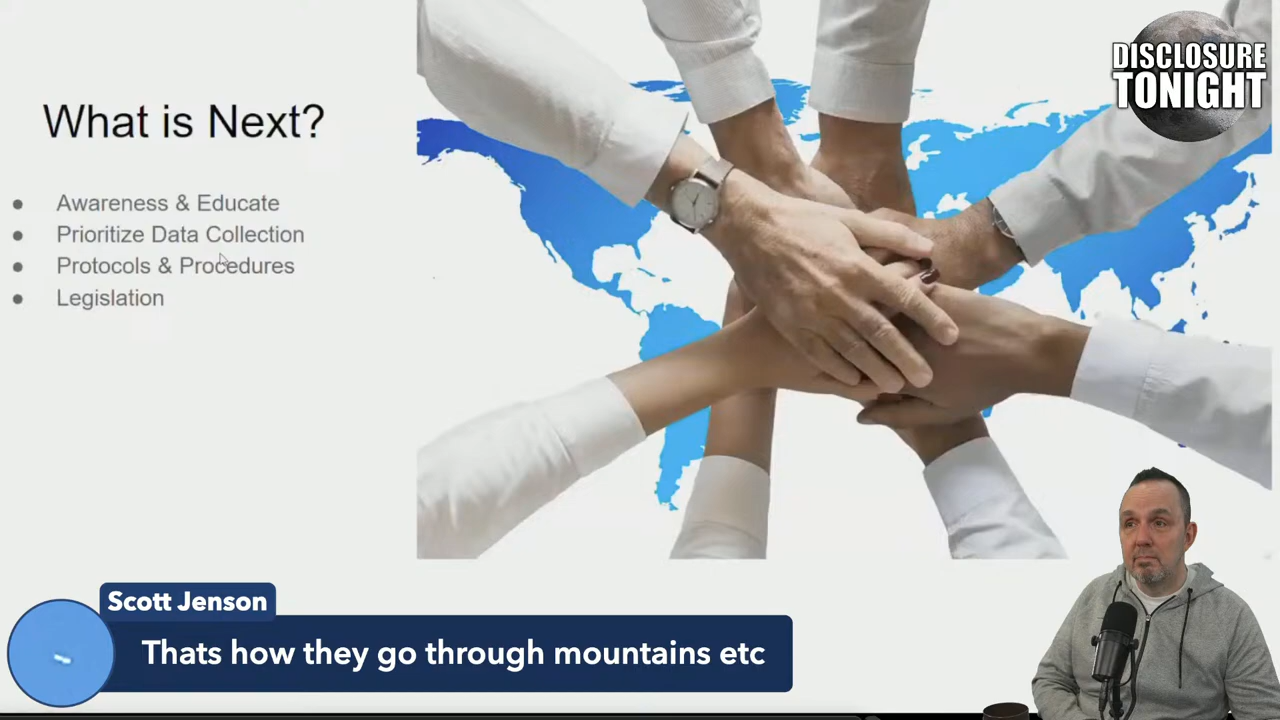 DISCLOSURE
TONIGHT
What is Next?
Awareness & Educate
Prioritize Data Collection
Protocols & Procedures
Legislation
Scott Jenson
Thats how they go through mountains etc